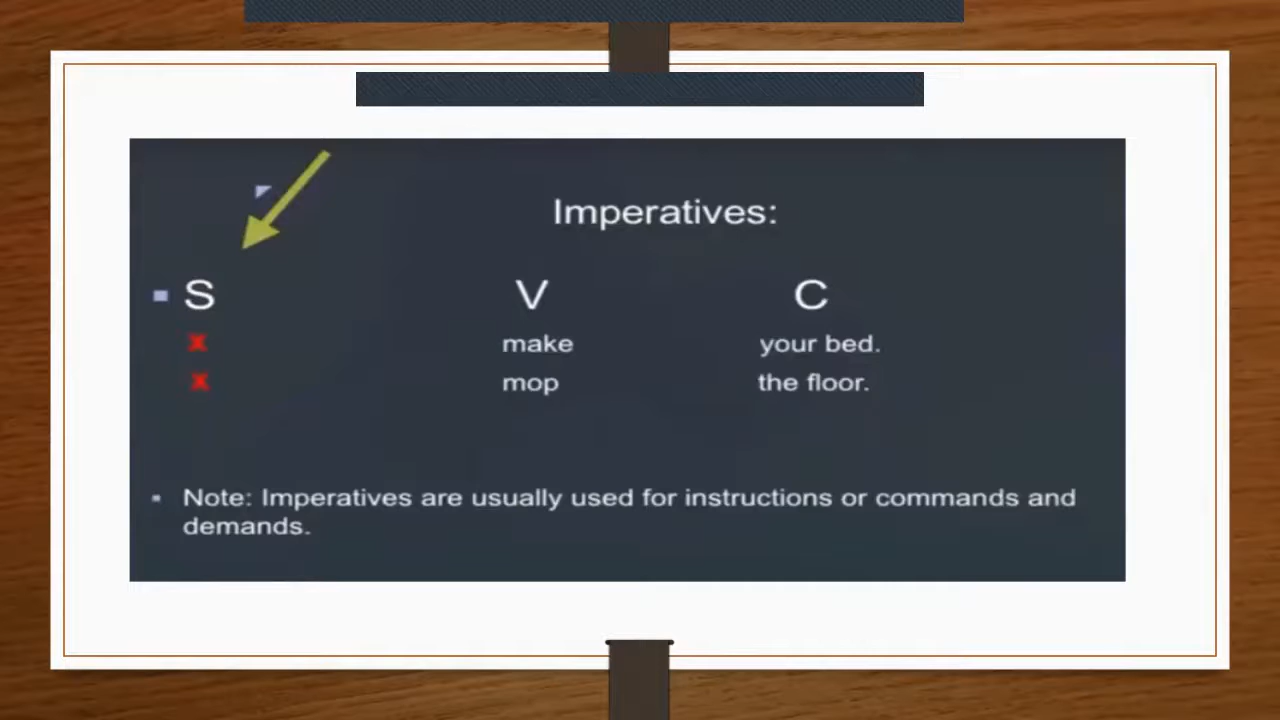 Imperatives:
S V C
x make your bed.
x mop the floor.
Note: Imperatives are usually used for instructions or commands and
demands.